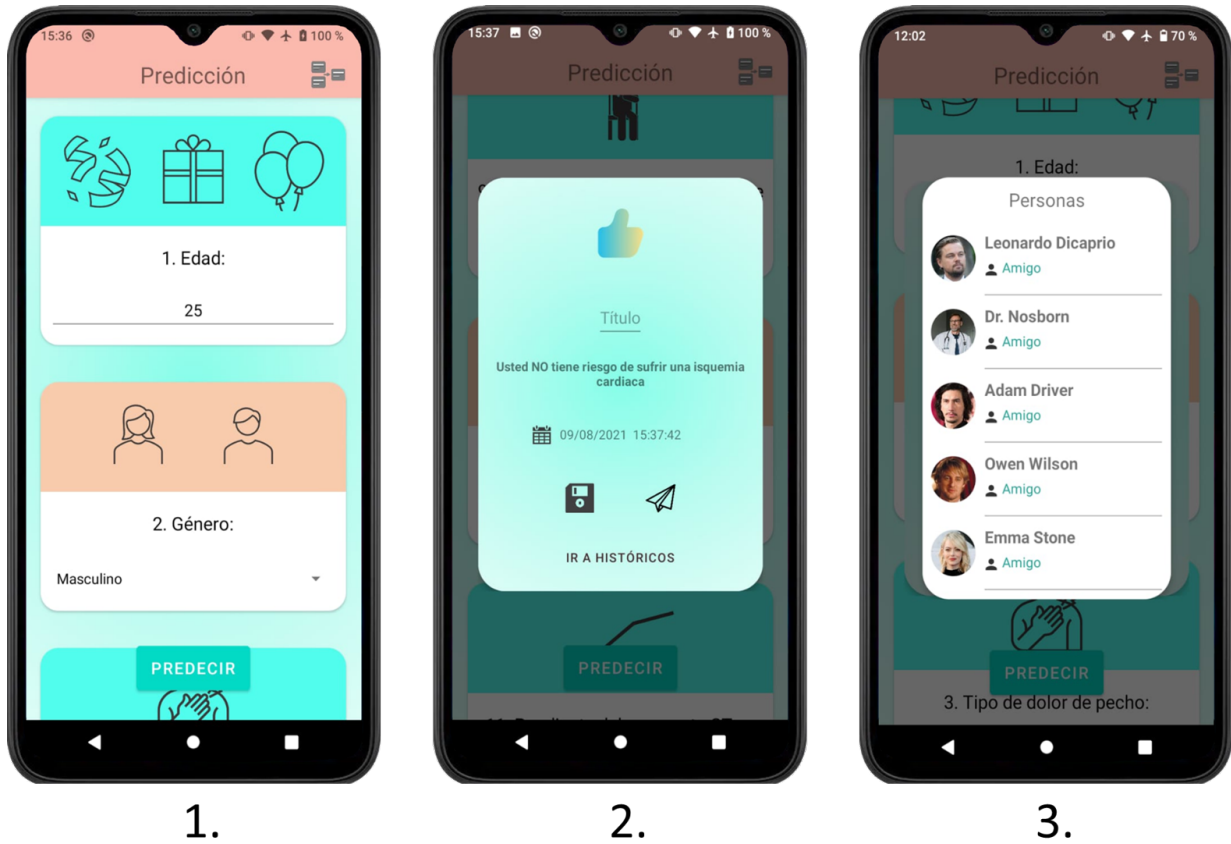 15:36
100 %
Predicción
1. Edad:
25
2. Género:
Masculino
PREDECIR
1.
15:37
100 %
Predicción
Título
Usted NO tiene riesgo de sufrir una isquemia
cardiaca
09/08/2021 15:37:42
IR A HISTÓRICOS
PREDECIR
2.
12:02
70 %
Predicción
1. Edad:
Personas
Leonardo Dicaprio
Amigo
Dr. Nosborn
Amigo
Adam Driver
Amigo
Owen Wilson
Amigo
Emma Stone
Amigo
PREDECIR
3. Tipo de dolor de pecho:
3.